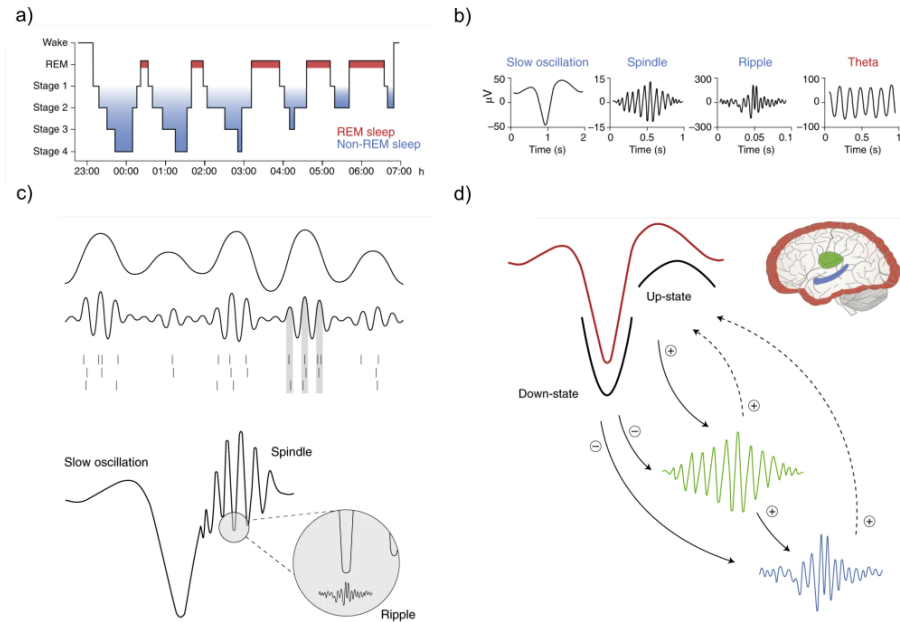 a)
Wake
REM
Stage 1
Stage 2
Stage 3
Stage 4
REM sleep
Non-REM sleep
23:00 00:00 01:00 02:00 03:00 04:00 05:00 06:00 07:00 h
b)
Slow oscillation Spindle Ripple Theta
µV
50 15 300 100
0 0 0
−50 −15 −300 −100
0 1 2 0 0.5 1 0 0.05 0.1 0 0.5 1
Time (s) Time (s) Time (s) Time (s)
c)
Slow oscillation
Spindle
Ripple
d)
Up-state
Down-state
+
+
−
−
+
+